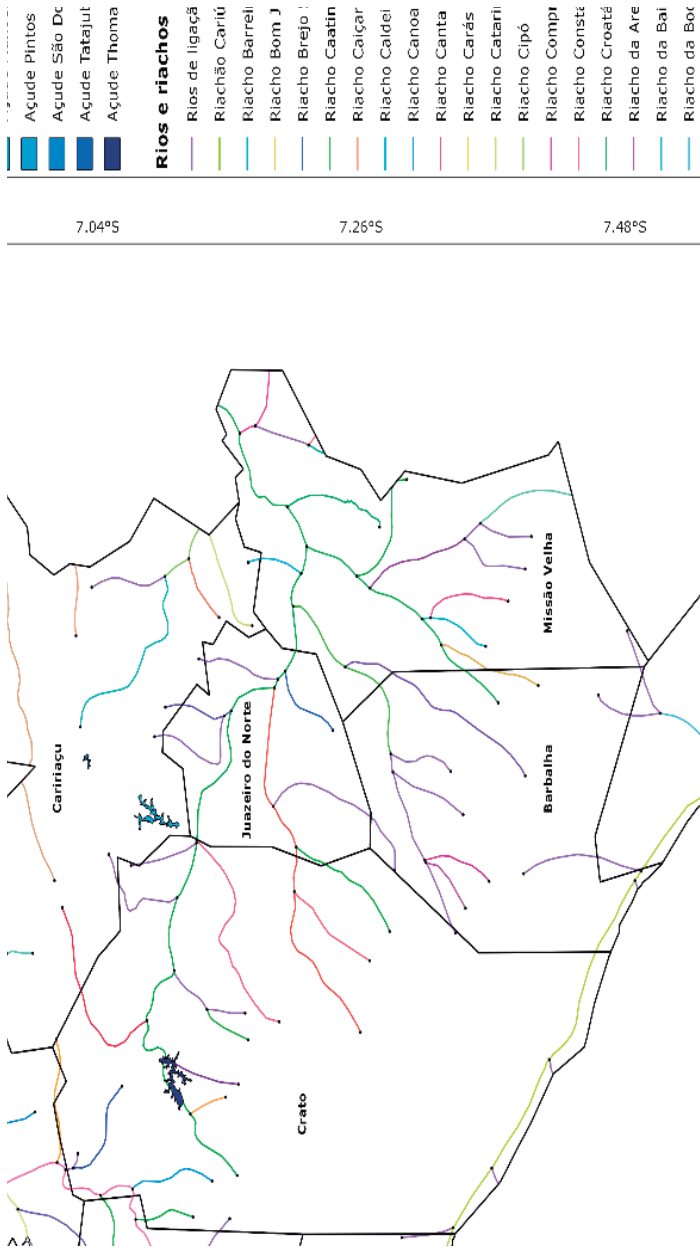 Açude Pintos
Açude São Do
Açude Tatajut
Açude Thoma
Rios e riachos
Rios de ligaçã
Riachão Cariú
Riacho Barrei
Riacho Bom J
Riacho Brejo
Riacho Caatin
Riacho Caiçar
Riacho Caldei
Riacho Canoa
Riacho Canta
Riacho Carás
Riacho Catari
Riacho Cipó
Riacho Compr
Riacho Consta
Riacho Croatá
Riacho da Are
Riacho da Bai
Riacho da Boq
7.04°S
7.26°S
7.48°S
Caririaçu
Juazeiro do Norte
Missão Velha
Barbalha
Crato